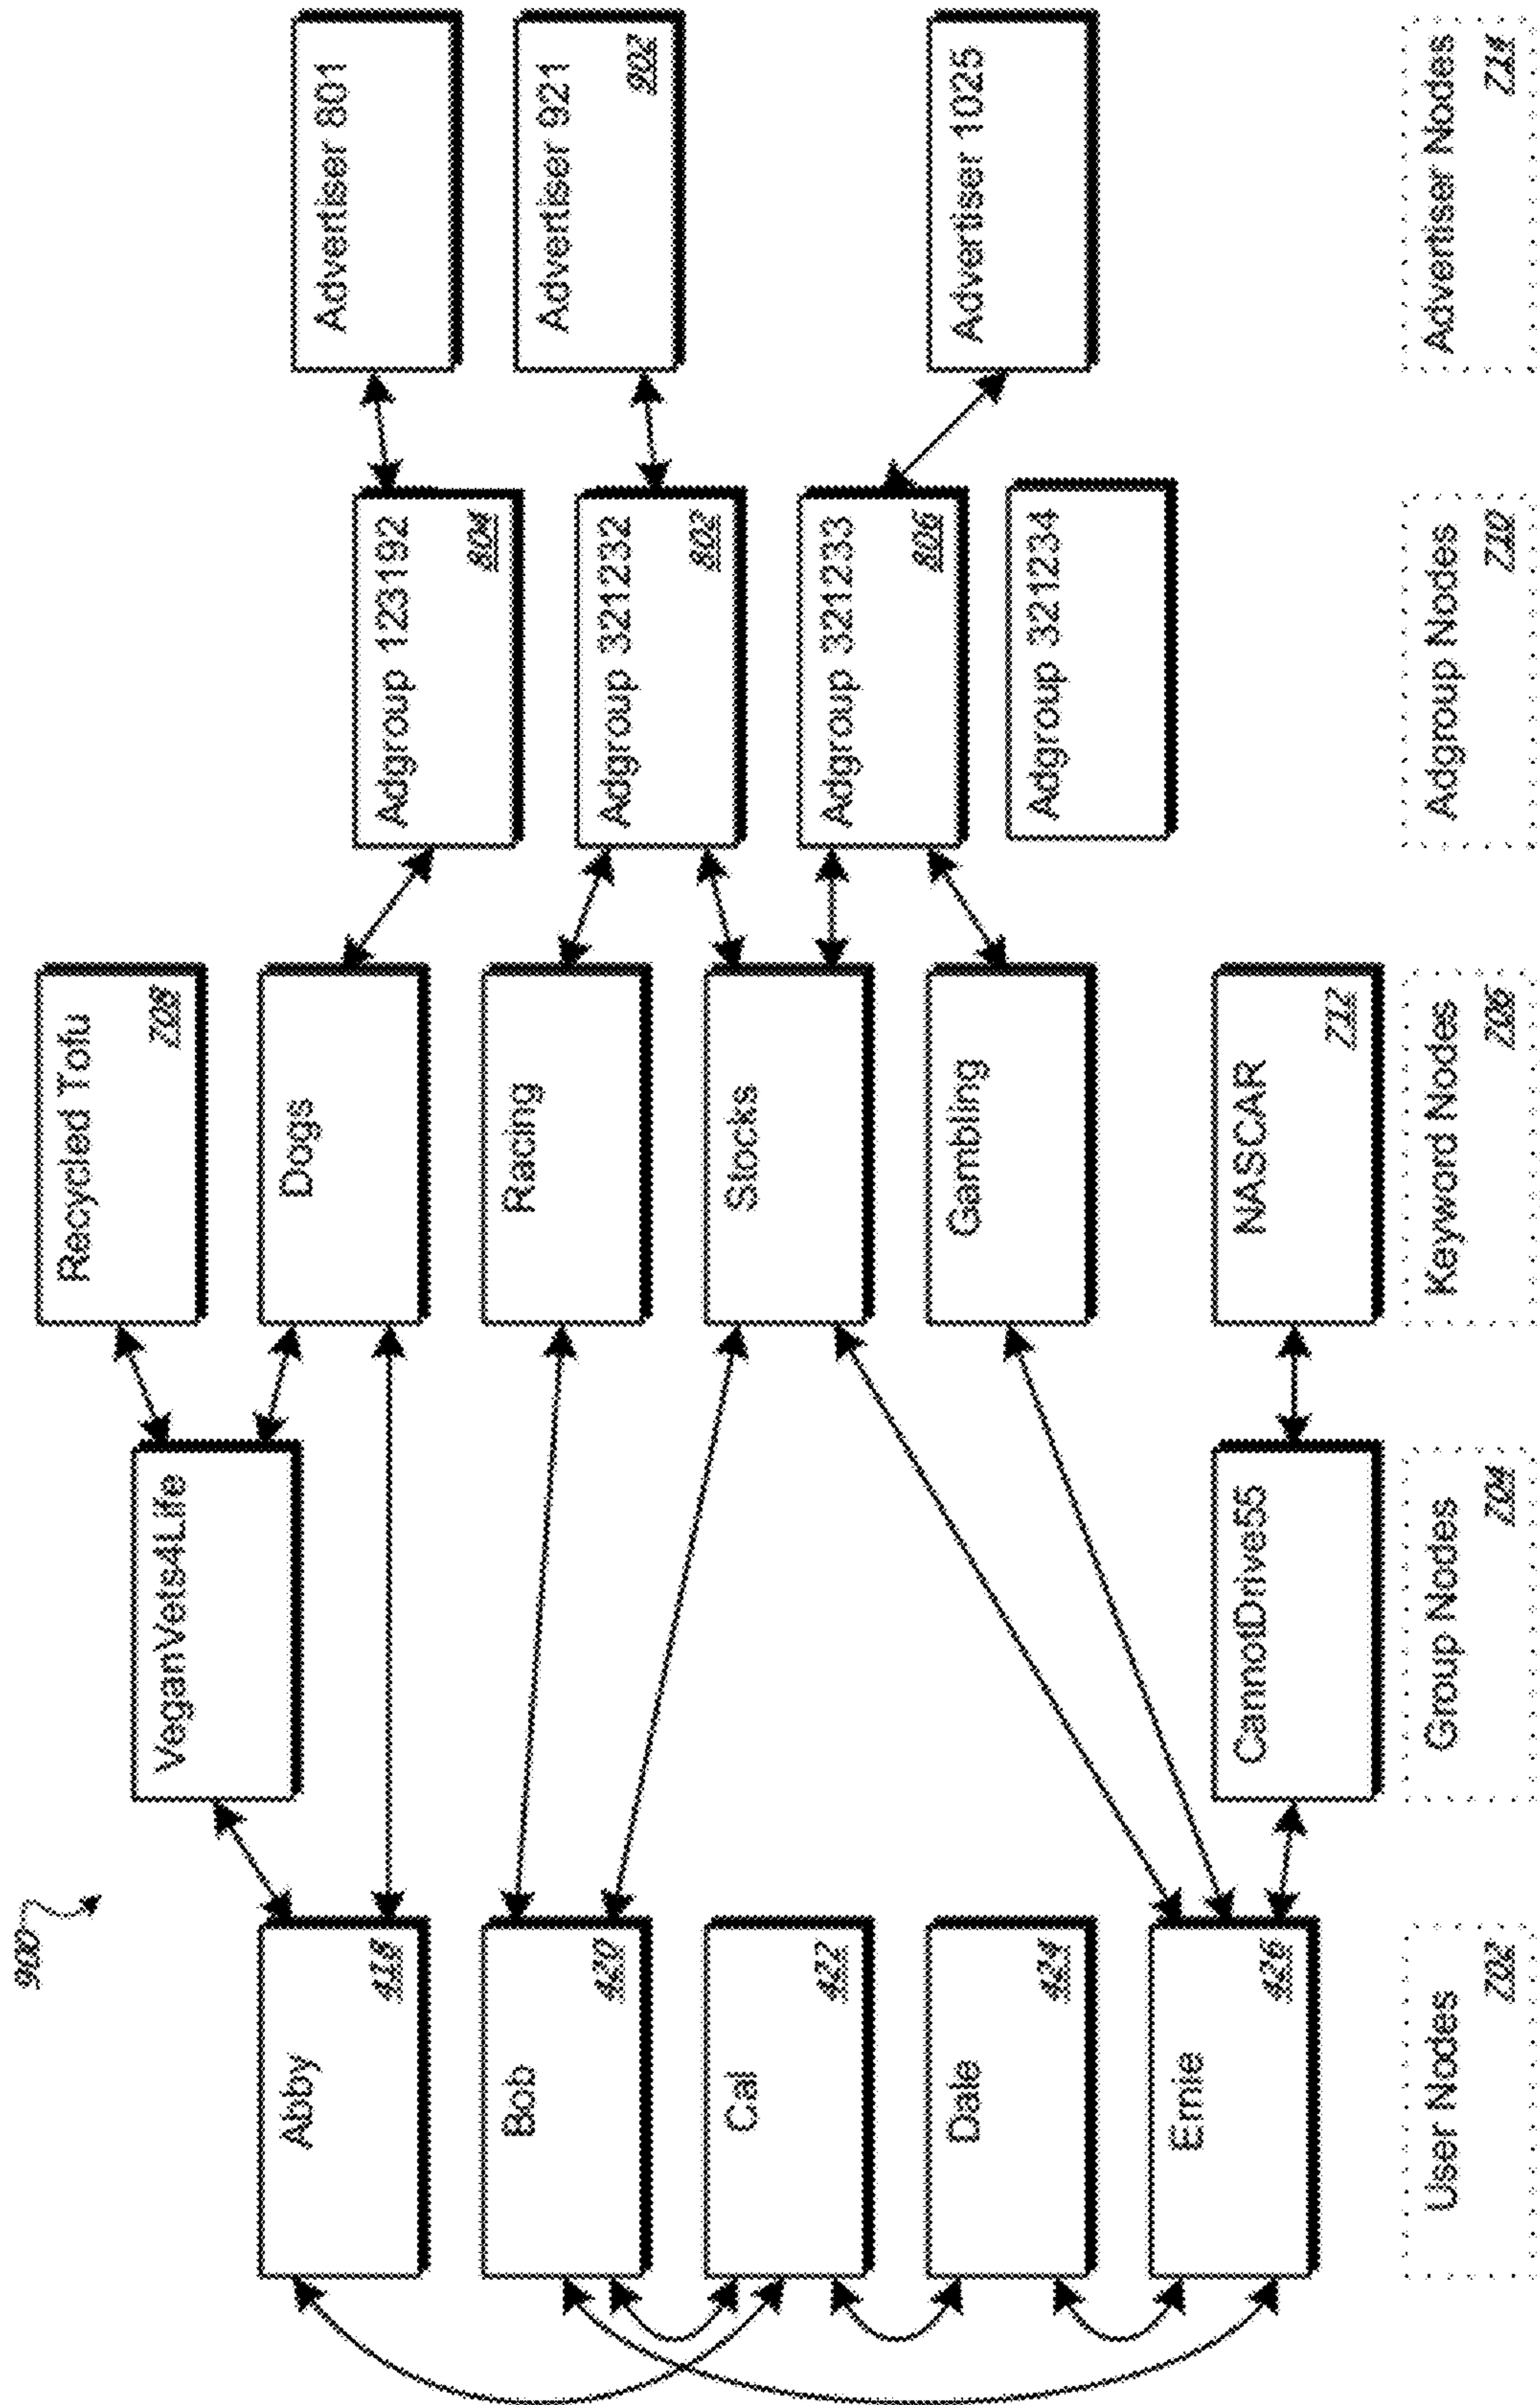 900
Abby
418
Bob
420
Cal
422
Dale
424
Ernie
426
User Nodes
702
VeganVets4Life
CannotDrive55
Group Nodes
704
Recycled Tofu
708
Dogs
Racing
Stocks
Gambling
NASCAR
712
Keyword Nodes
706
Adgroup 123192
804
Adgroup 321232
802
Adgroup 321233
806
Adgroup 321234
Adgroup Nodes
710
Advertiser 801
Advertiser 921
902
Advertiser 1025
Advertiser Nodes
714